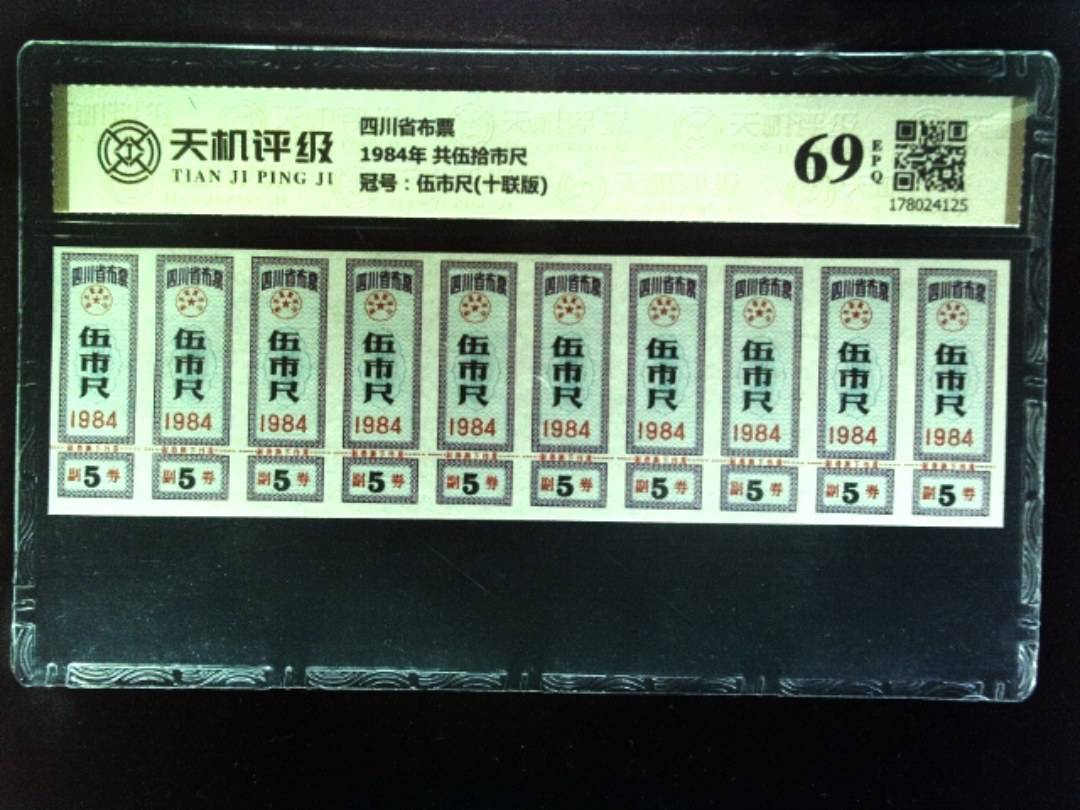 天机评级
TIAN JI PING JI
四川省布票
1984年 共伍拾市尺
冠号：伍市尺(十联版)
69
EPQ
178024125
四川省布票 四川省布票 四川省布票 四川省布票 四川省布票 四川省布票 四川省布票 四川省布票 四川省布票 四川省布票
伍市尺 伍市尺 伍市尺 伍市尺 伍市尺 伍市尺 伍市尺 伍市尺 伍市尺 伍市尺
1984 1984 1984 1984 1984 1984 1984 1984 1984 1984
副5券 副5券 副5券 副5券 副5券 副5券 副5券 副5券 副5券 副5券